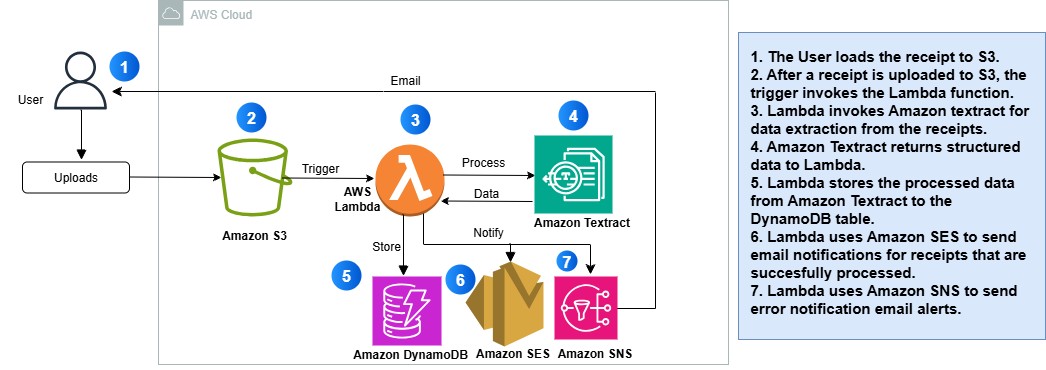 AWS Cloud
1
User
Email
Uploads
2
Trigger
3
AWS
Lambda
Process
Data
4
Amazon S3
Amazon Textract
Store
Notify
5
6
7
Amazon DynamoDB
Amazon SES
Amazon SNS
1. The User loads the receipt to S3.
2. After a receipt is uploaded to S3, the
trigger invokes the Lambda function.
3. Lambda invokes Amazon textract for
data extraction from the receipts.
4. Amazon Textract returns structured
data to Lambda.
5. Lambda stores the processed data
from Amazon Textract to the
DynamoDB table.
6. Lambda uses Amazon SES to send
email notifications for receipts that are
succesfully processed.
7. Lambda uses Amazon SNS to send
error notification email alerts.